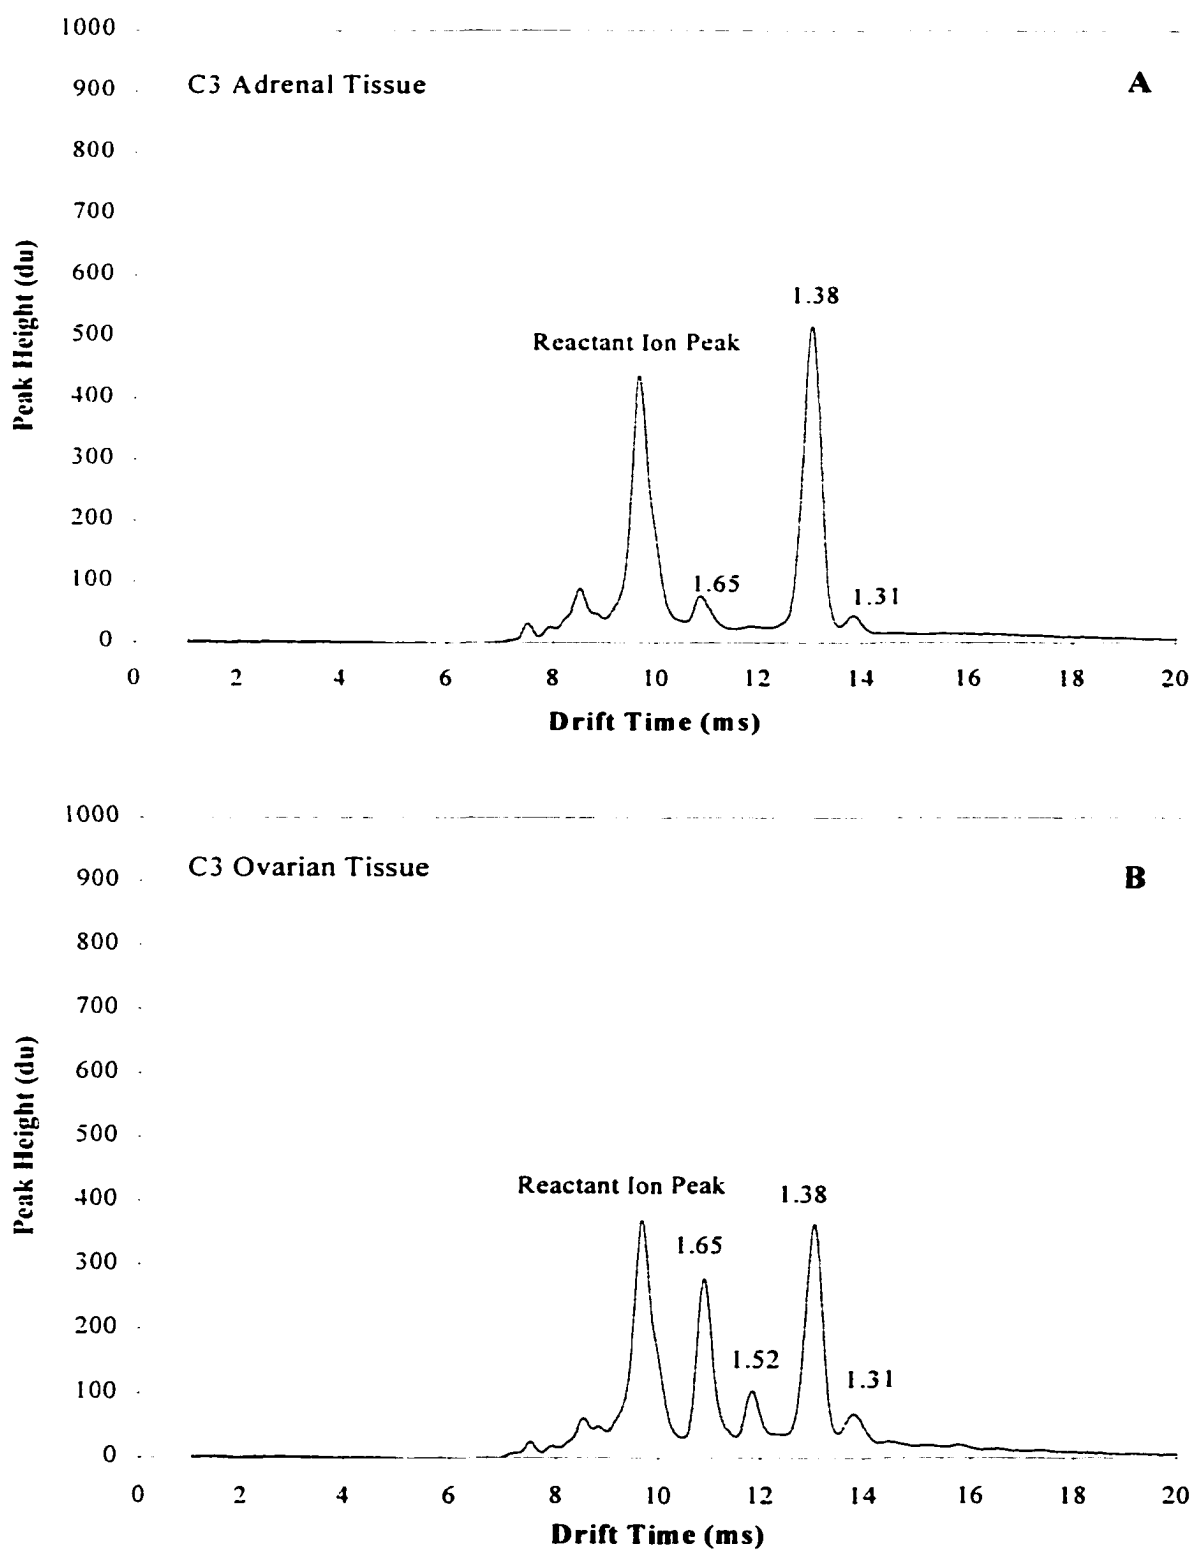 1000
C3 Adrenal Tissue
A
900
800
700
600
1.38
500
Reactant Ion Peak
400
300
200
100
1.65
1.31
0
0 2 4 6 8 10 12 14 16 18 20
Drift Time (ms)
Peak Height (du)
1000
C3 Ovarian Tissue
B
900
800
700
600
500
400
Reactant Ion Peak
1.38
300
1.65
200
1.52
100
1.31
0
0 2 4 6 8 10 12 14 16 18 20
Drift Time (ms)
Peak Height (du)